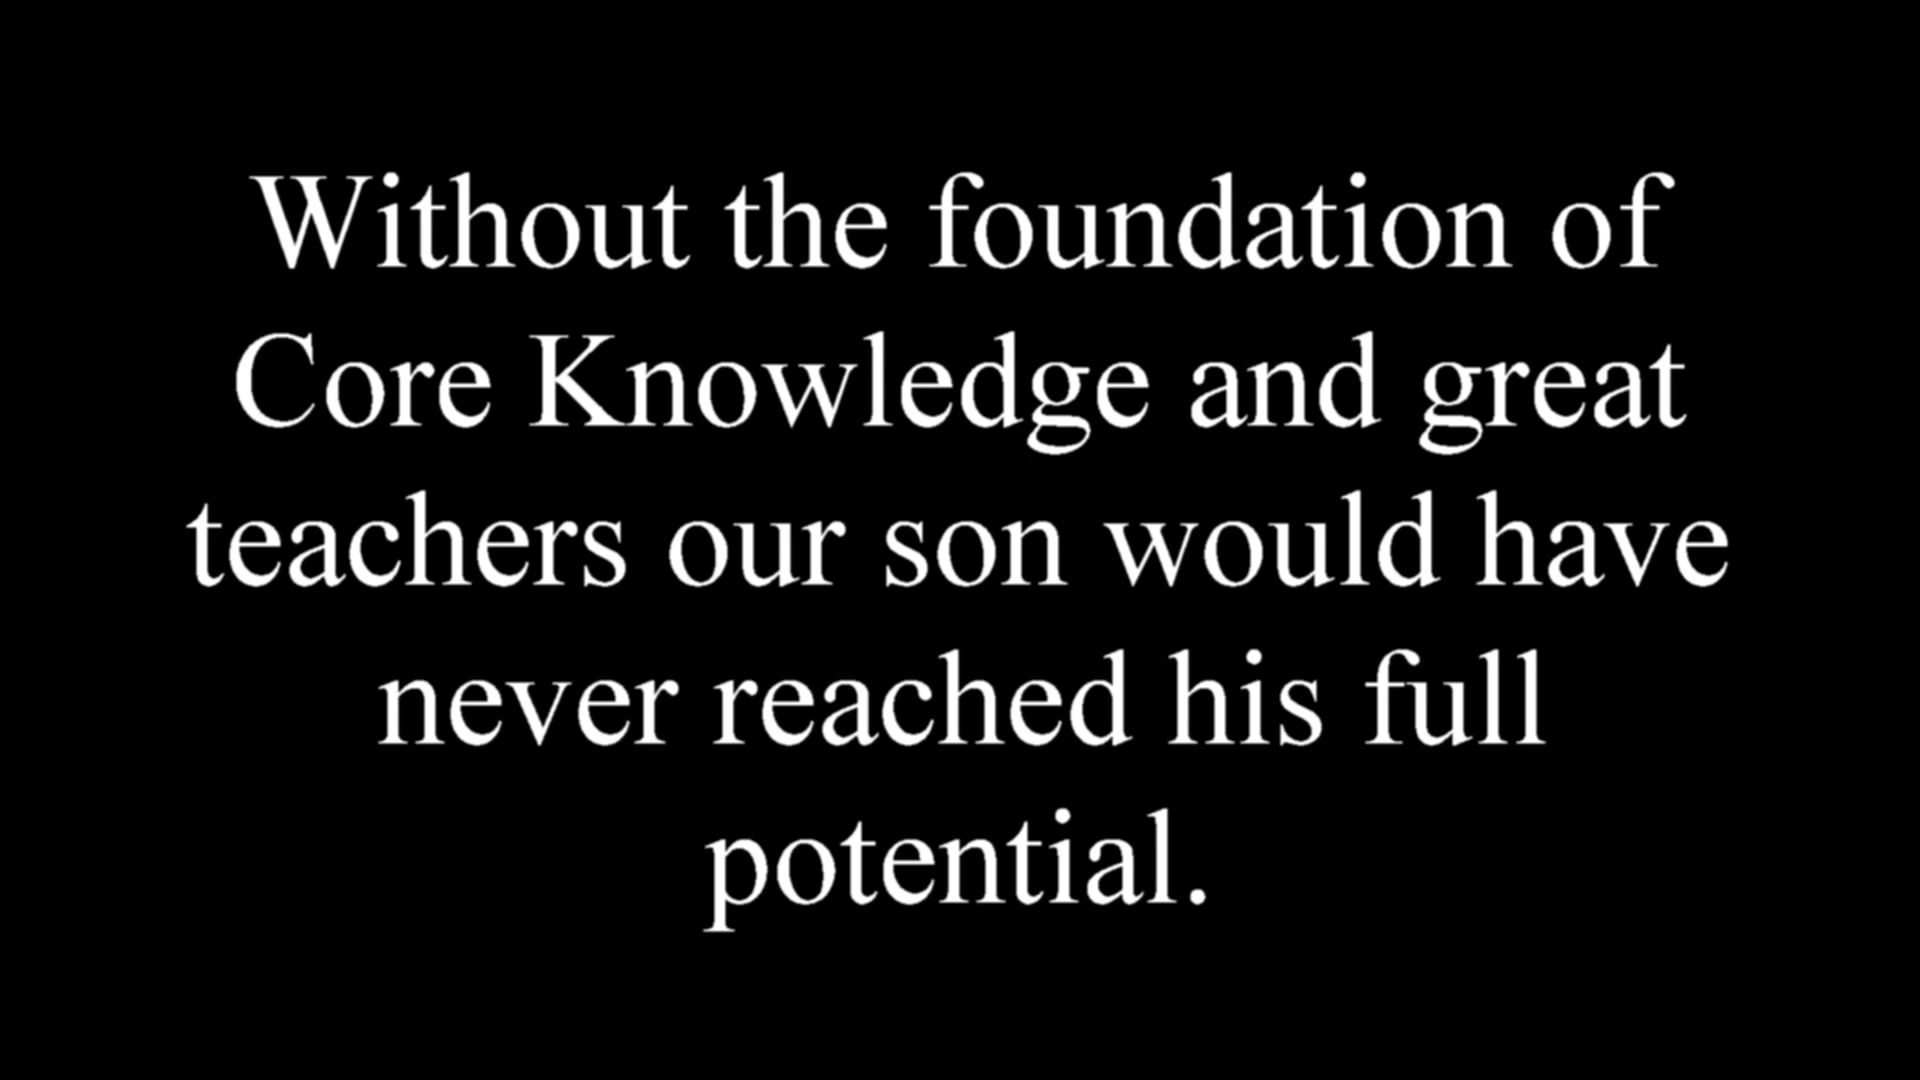 Without the foundation of
Core Knowledge and great
teachers our son would have
never reached his full
potential.